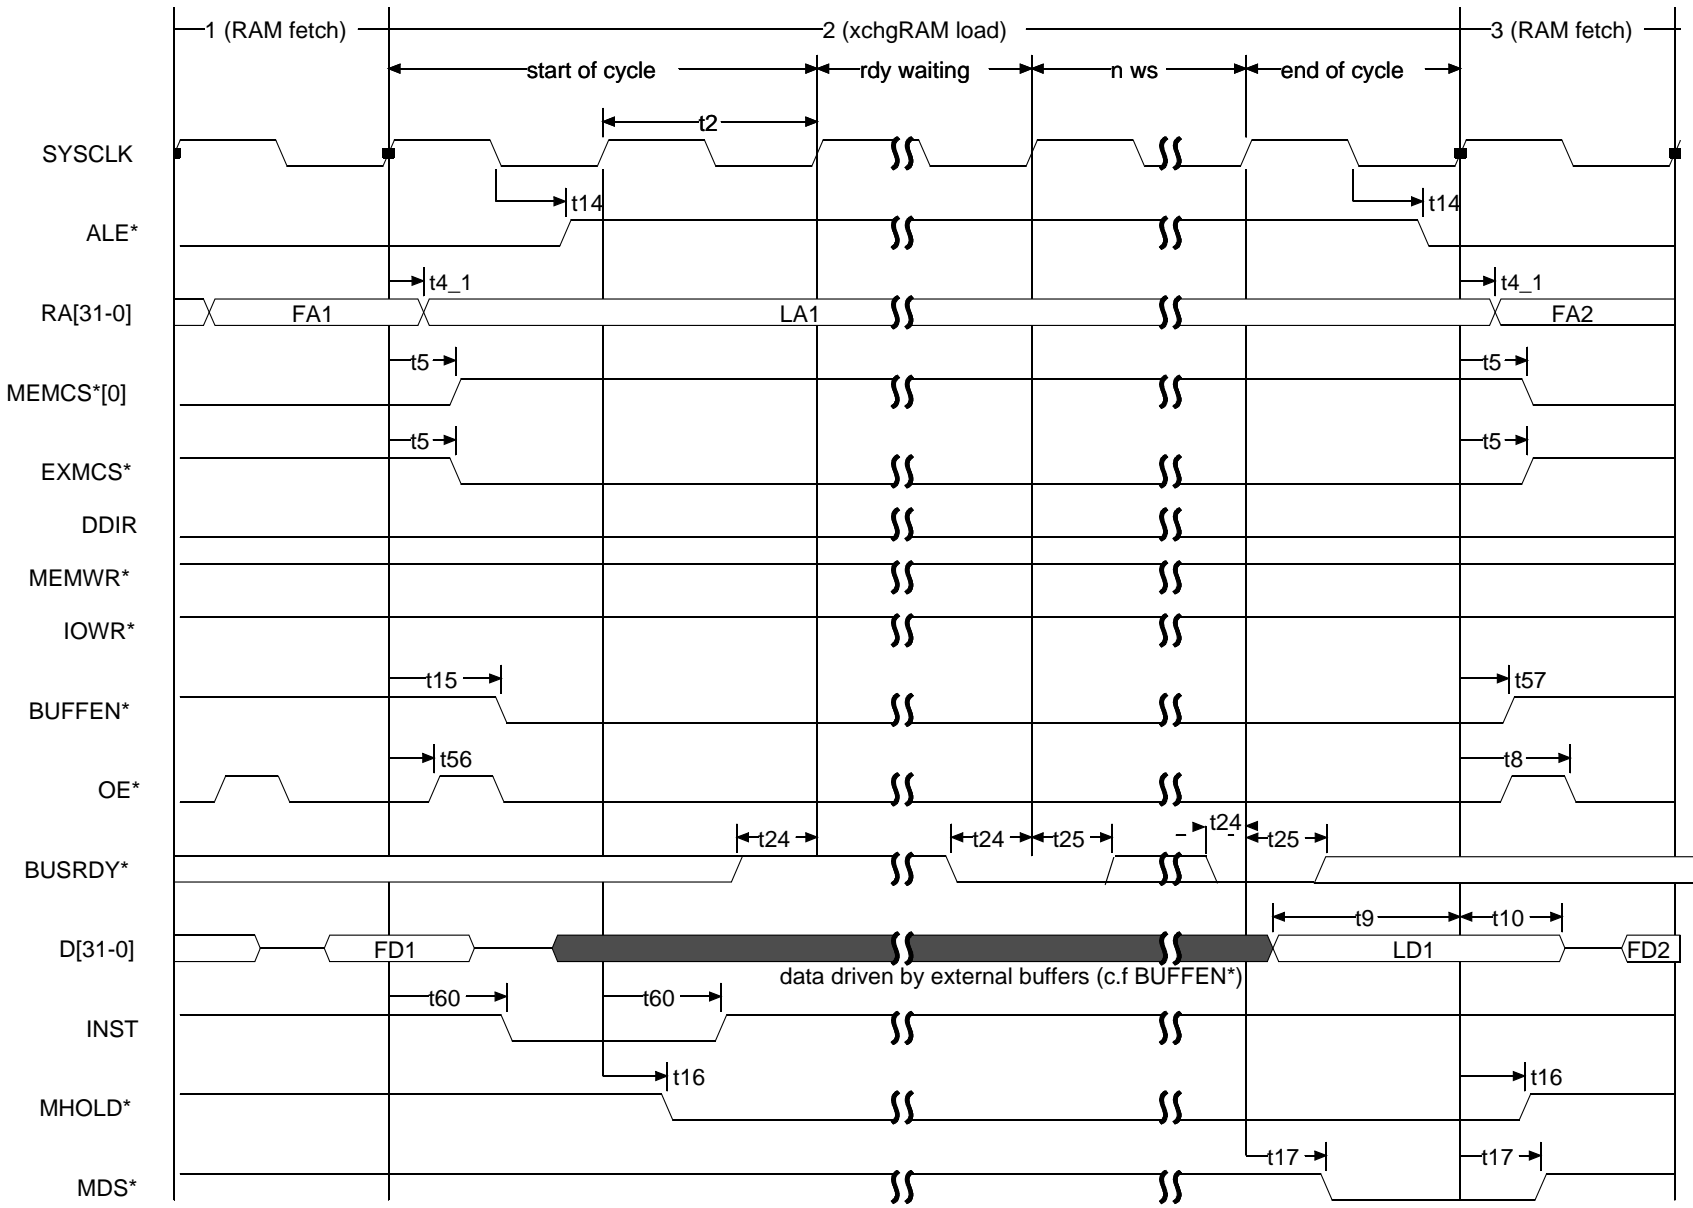 1 (RAM fetch) 2 (xchgRAM load) 3 (RAM fetch)
start of cycle rdy waiting n ws end of cycle
t2
SYSCLK
t14 t14
ALE*
t4_1 t4_1
RA[31-0] FA1 LA1 FA2
t5 t5
MEMCS*[0]
t5 t5
EXMCS*
DDIR
MEMWR*
IOWR*
t15 t57
BUFFEN*
t56 t8
OE*
t24 t24 t25 t24 t25
BUSRDY*
t9 t10
D[31-0] FD1 LD1 FD2
data driven by external buffers (c.f BUFFEN*)
t60 t60
INST
t16 t16
MHOLD*
t17 t17
MDS*